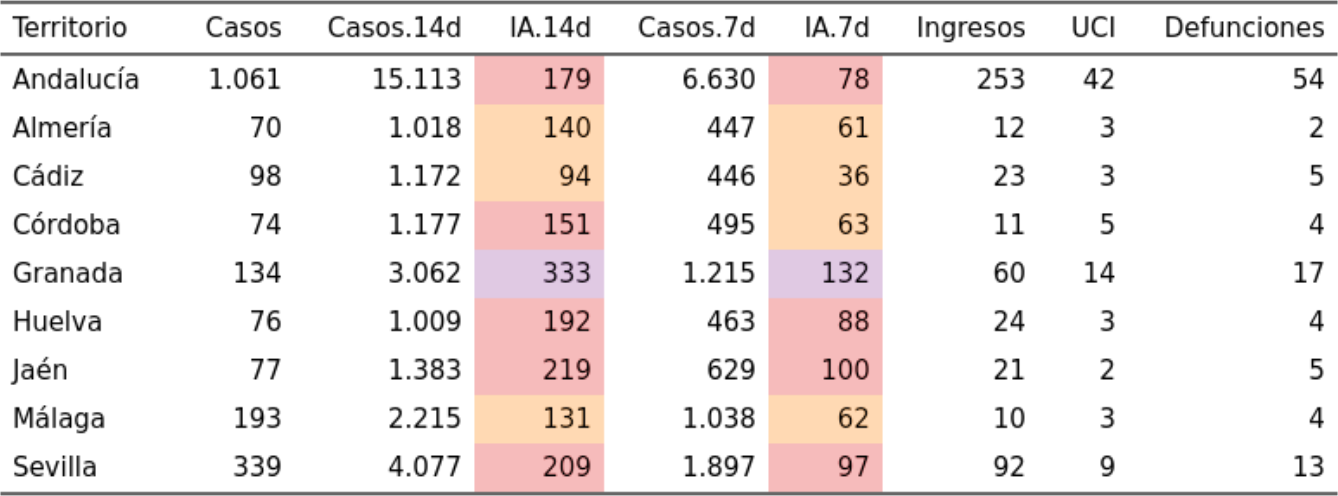 Territorio Casos Casos.14d IA.14d Casos.7d IA.7d Ingresos UCI Defunciones
Andalucía 1.061 15.113 179 6.630 78 253 42 54
Almería 70 1.018 140 447 61 12 3 2
Cádiz 98 1.172 94 446 36 23 3 5
Córdoba 74 1.177 151 495 63 11 5 4
Granada 134 3.062 333 1.215 132 60 14 17
Huelva 76 1.009 192 463 88 24 3 4
Jaén 77 1.383 219 629 100 21 2 5
Málaga 193 2.215 131 1.038 62 10 3 4
Sevilla 339 4.077 209 1.897 97 92 9 13